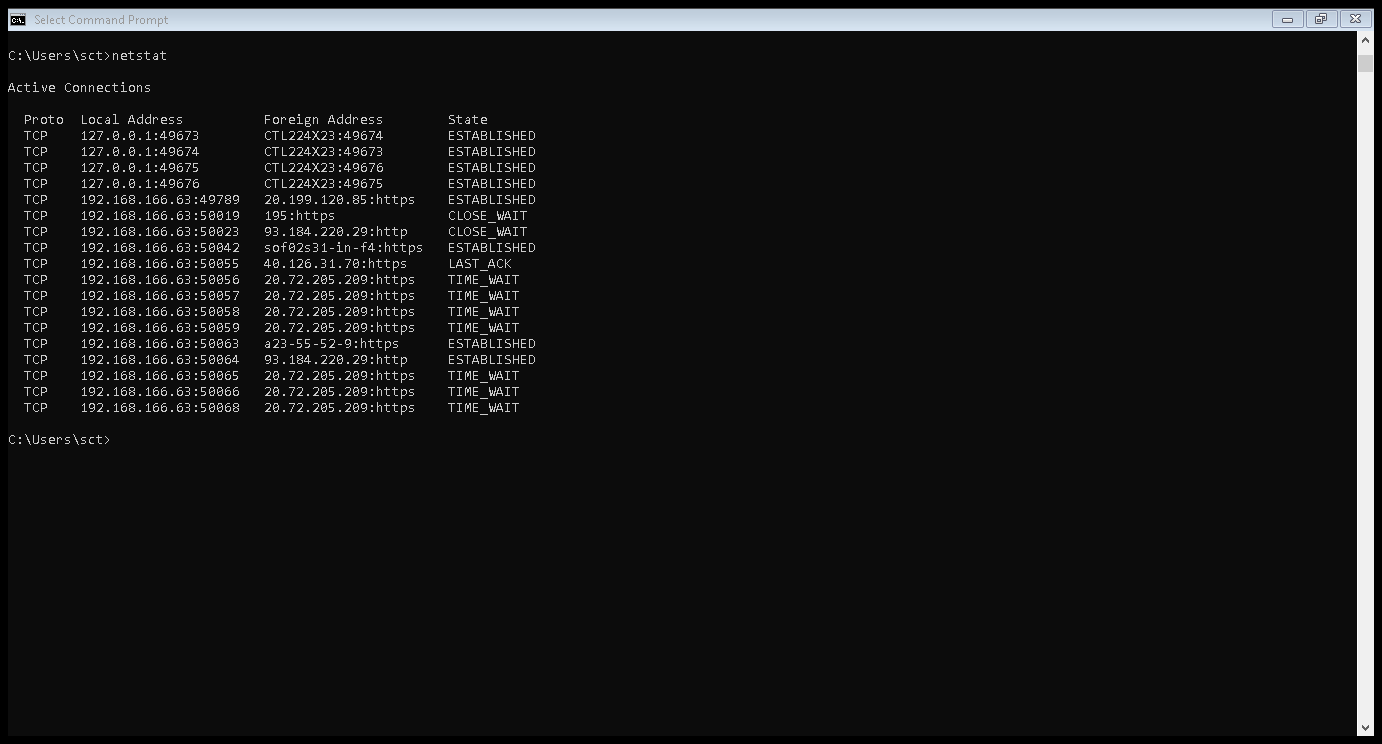 Select Command Prompt
C:\Users\sct>netstat
Active Connections
  Proto  Local Address          Foreign Address        State
  TCP    127.0.0.1:49673        CTL224X23:49674        ESTABLISHED
  TCP    127.0.0.1:49674        CTL224X23:49673        ESTABLISHED
  TCP    127.0.0.1:49675        CTL224X23:49676        ESTABLISHED
  TCP    127.0.0.1:49676        CTL224X23:49675        ESTABLISHED
  TCP    192.168.166.63:49789   20.199.120.85:https    ESTABLISHED
  TCP    192.168.166.63:50019   195:https              CLOSE_WAIT
  TCP    192.168.166.63:50023   93.184.220.29:http     CLOSE_WAIT
  TCP    192.168.166.63:50042   sof02s31-in-f4:https   ESTABLISHED
  TCP    192.168.166.63:50055   40.126.31.70:https     LAST_ACK
  TCP    192.168.166.63:50056   20.72.205.209:https    TIME_WAIT
  TCP    192.168.166.63:50057   20.72.205.209:https    TIME_WAIT
  TCP    192.168.166.63:50058   20.72.205.209:https    TIME_WAIT
  TCP    192.168.166.63:50059   20.72.205.209:https    TIME_WAIT
  TCP    192.168.166.63:50063   a23-55-52-9:https      ESTABLISHED
  TCP    192.168.166.63:50064   93.184.220.29:http     ESTABLISHED
  TCP    192.168.166.63:50065   20.72.205.209:https    TIME_WAIT
  TCP    192.168.166.63:50066   20.72.205.209:https    TIME_WAIT
  TCP    192.168.166.63:50068   20.72.205.209:https    TIME_WAIT
C:\Users\sct>